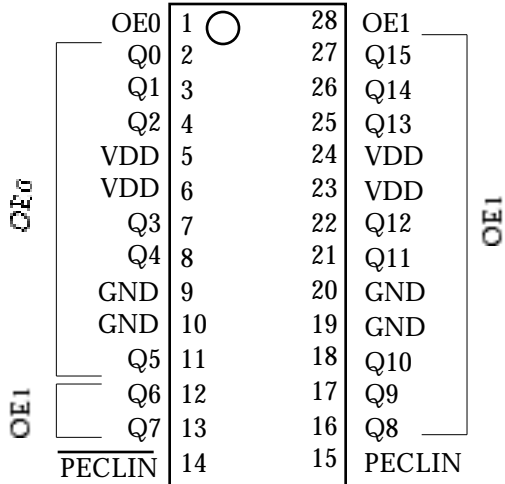 OE0 1 28 OE1
Q0 2 27 Q15
Q1 3 26 Q14
Q2 4 25 Q13
VDD 5 24 VDD
VDD 6 23 VDD
Q3 7 22 Q12
Q4 8 21 Q11
GND 9 20 GND
GND 10 19 GND
Q5 11 18 Q10
Q6 12 17 Q9
Q7 13 16 Q8
PECLIN 14 15 PECLIN
OE0
OE1
OE1